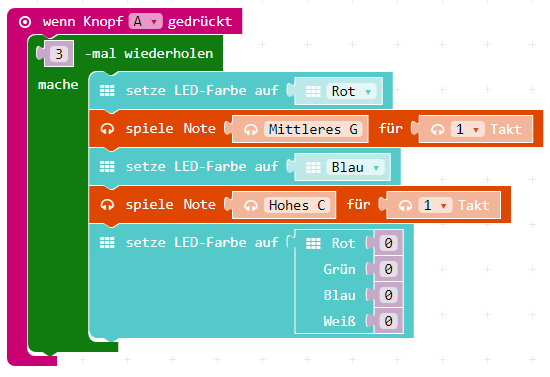 wenn Knopf A gedrückt
3 -mal wiederholen
mache setze LED-Farbe auf Rot
spiele Note Mittleres G für 1 Takt
setze LED-Farbe auf Blau
spiele Note Hohes C für 1 Takt
setze LED-Farbe auf Rot 0
Grün 0
Blau 0
Weiß 0